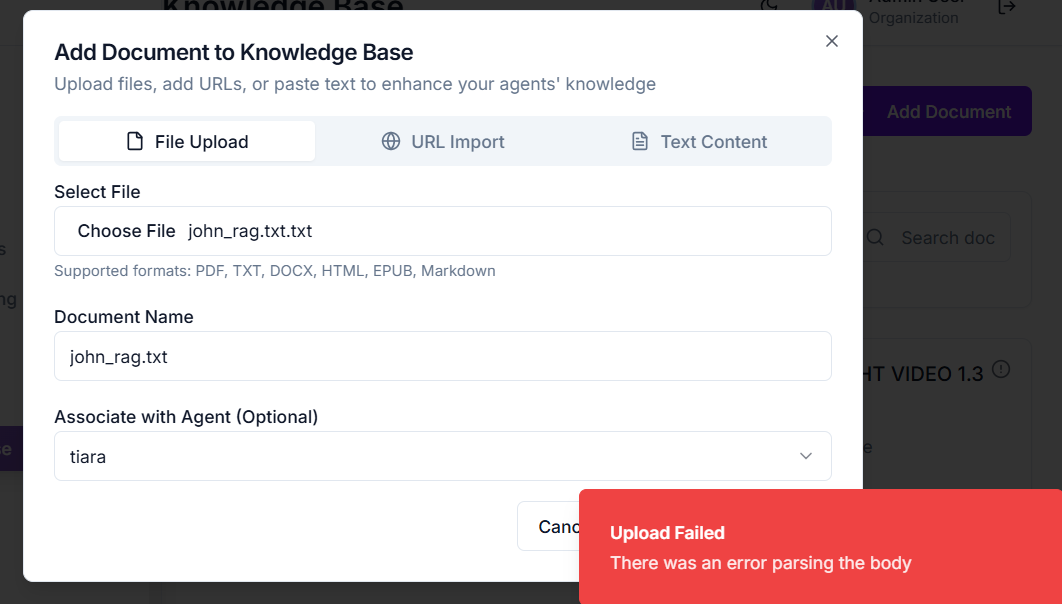 Knowledge Base
AU
Admin User
Organization
Add Document to Knowledge Base
Upload files, add URLs, or paste text to enhance your agents' knowledge
Add Document
File Upload
URL Import
Text Content
Select File
Choose File john_rag.txt.txt
Search doc
Supported formats: PDF, TXT, DOCX, HTML, EPUB, Markdown
Document Name
john_rag.txt
HT VIDEO 1.3
Associate with Agent (Optional)
tiara
Canc
Upload Failed
There was an error parsing the body